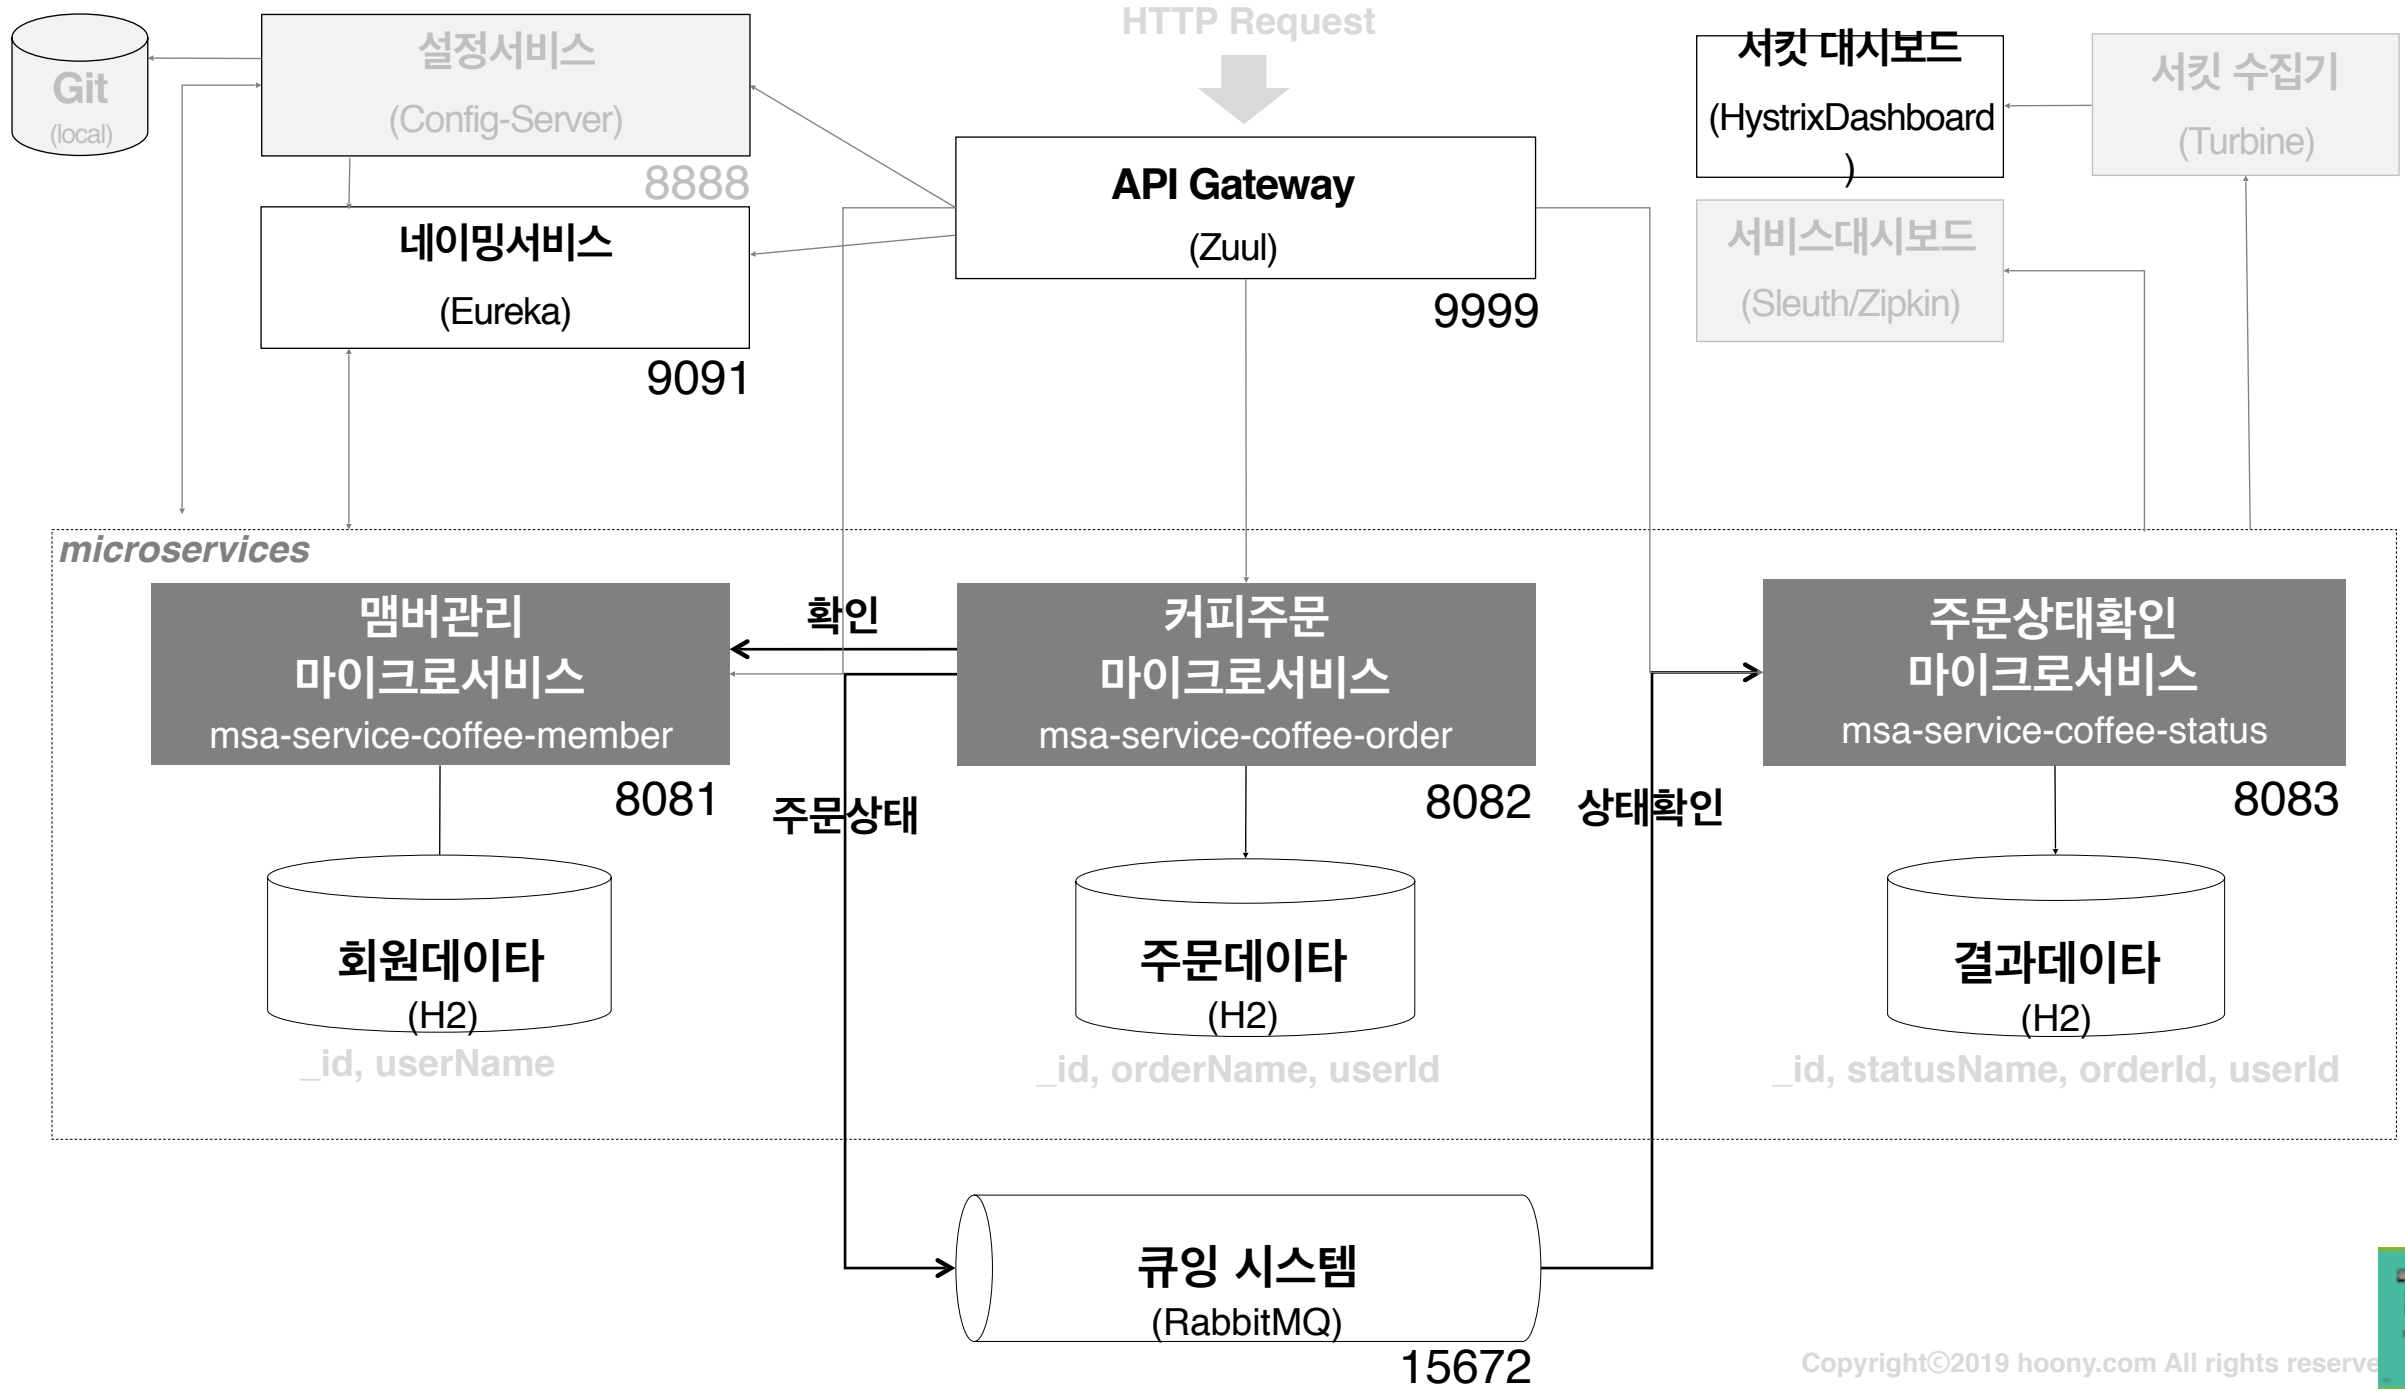 HTTP Request
Git
(local)
설정서비스
(Config-Server)
8888
네이밍서비스
(Eureka)
9091
API Gateway
(Zuul)
9999
서킷 대시보드
(HystrixDashboard
)
서킷 수집기
(Turbine)
서비스대시보드
(Sleuth/Zipkin)
microservices
맴버관리
마이크로서비스
msa-service-coffee-member
8081
확인
커피주문
마이크로서비스
msa-service-coffee-order
8082
주문상태확인
마이크로서비스
msa-service-coffee-status
8083
주문상태
상태확인
회원데이타
(H2)
_id, userName
주문데이타
(H2)
_id, orderName, userId
결과데이타
(H2)
_id, statusName, orderId, userId
큐잉 시스템
(RabbitMQ)
15672
Copyright©2019 hoony.com All rights reserve